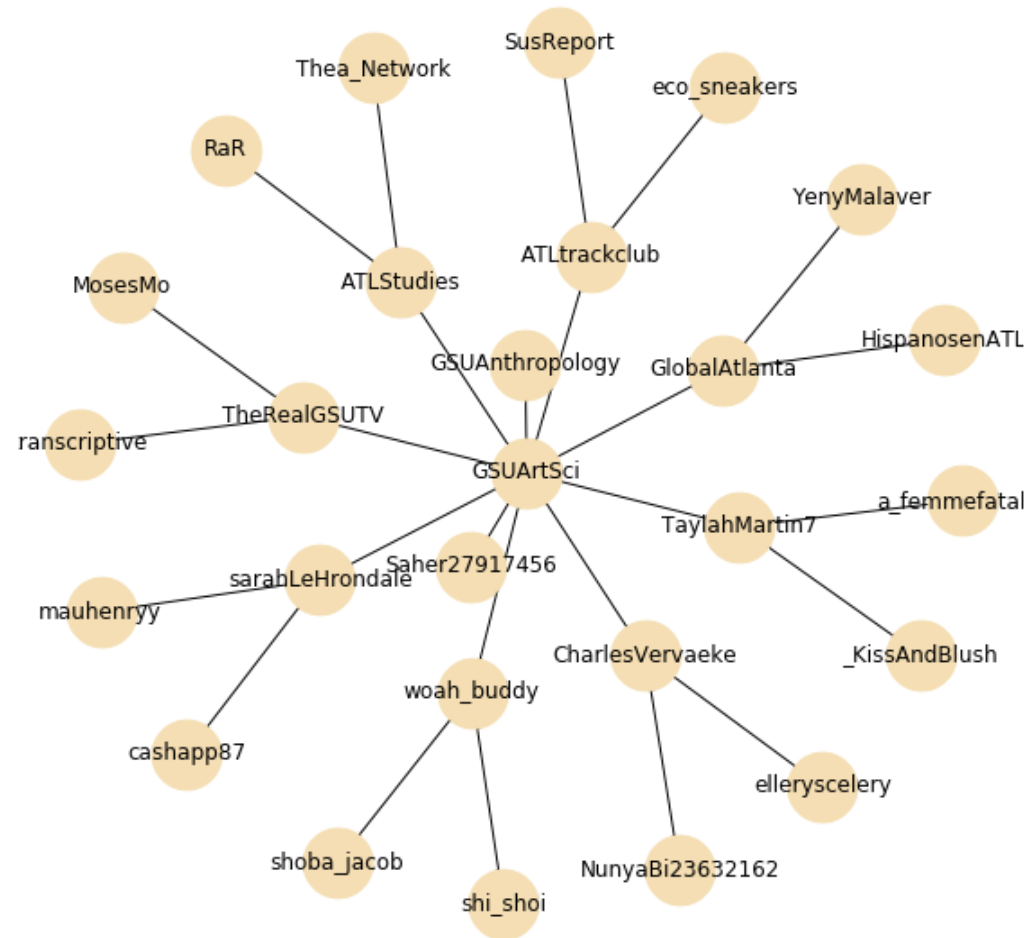 SusReport
Thea_Network
eco_sneakers
RaR
YenyMalaver
ATLtrackclub
ATLStudies
MosesMo
HispanosenATL
GSUAnthropology
GlobalAtlanta
TheRealGSUTV
ranscriptive
GSUArtSci
a_femmefatal
TaylahMartin7
Saher27917456
sarahLeHrondale
mauhenryy
CharlesVervaeke
_KissAndBlush
woah_buddy
cashapp87
elleryscelery
shoba_jacob
NunyaBi23632162
shi_shoi